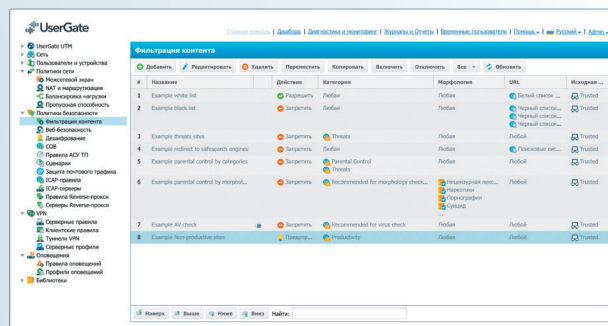 UserGate
Главная консоль | Дашборд | Диагностика и мониторинг | Журналы и Отчеты | Временные пользователи | Помощь | Русский | Admin
UserGate UTM
Сеть
Пользователи и устройства
Политики сети
Межсетевой экран
NAT и маршрутизация
Балансировка нагрузки
Пропускная способность
Политики безопасности
Фильтрация контента
Веб-безопасность
Дешифрование
СОВ
Правила АСУ ТП
Сценарии
Защита почтового трафика
ICAP-правила
ICAP-серверы
Правила Reverse-прокси
Серверы Reverse-прокси
VPN
Серверные правила
Клиентские правила
Туннели VPN
Серверные профили
Оповещения
Правила оповещений
Профили оповещений
Библиотеки
Фильтрация контента
Добавить Редактировать Удалить Переместить Копировать Включить Отключить Все Обновить
# Название Действие Категории Морфология URL Исходная ...
1 Example white list Разрешить Любая Любая Белый список ... Trusted
2 Example black list Запретить Любая Любая Черный список... Trusted
Черный список...
Черный список...
3 Example threats sites Запретить Threats Любая Любой Trusted
4 Example redirect to safesearch engines Запретить Любая Любая Поисковые сис... Trusted
5 Example parental control by categories Запретить Parental Control Любая Любой Trusted
Threats
6 Example parental control by morphol... Запретить Recommended for morphology check... Нецензурная лекс... Любой Trusted
Наркотики
Порнография
Суицид
...
7 Example AV check Запретить Recommended for virus check Любая Любой Trusted
8 Example Non-productive sites Предупр... Productivity Любая Любой Trusted
Наверх Выше Ниже Вниз Найти: